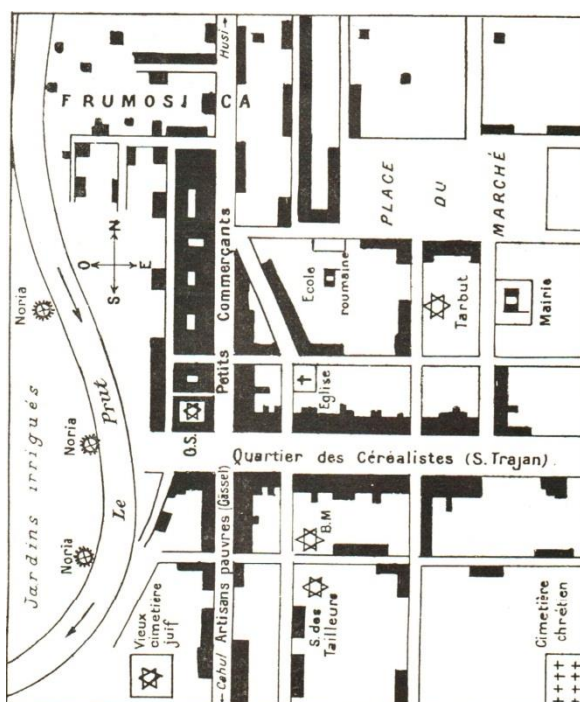 Husi→
FRUMOSICA
PLACE
DU
MARCHÉ
N
O
E
S
Noria
Noria
Noria
Jardins irrigués
Le Prut
Petits Commerçants
Ecole
roumaine
Tarbut
Mairie
Eglise
O.S.
Quartier des Céréalistes (S. Trajan)
B.M
Artisans pauvres (Gässel)
←Cahul
Vieux
cimetière
juif
S. des
Tailleurs
Cimetière
chrétien